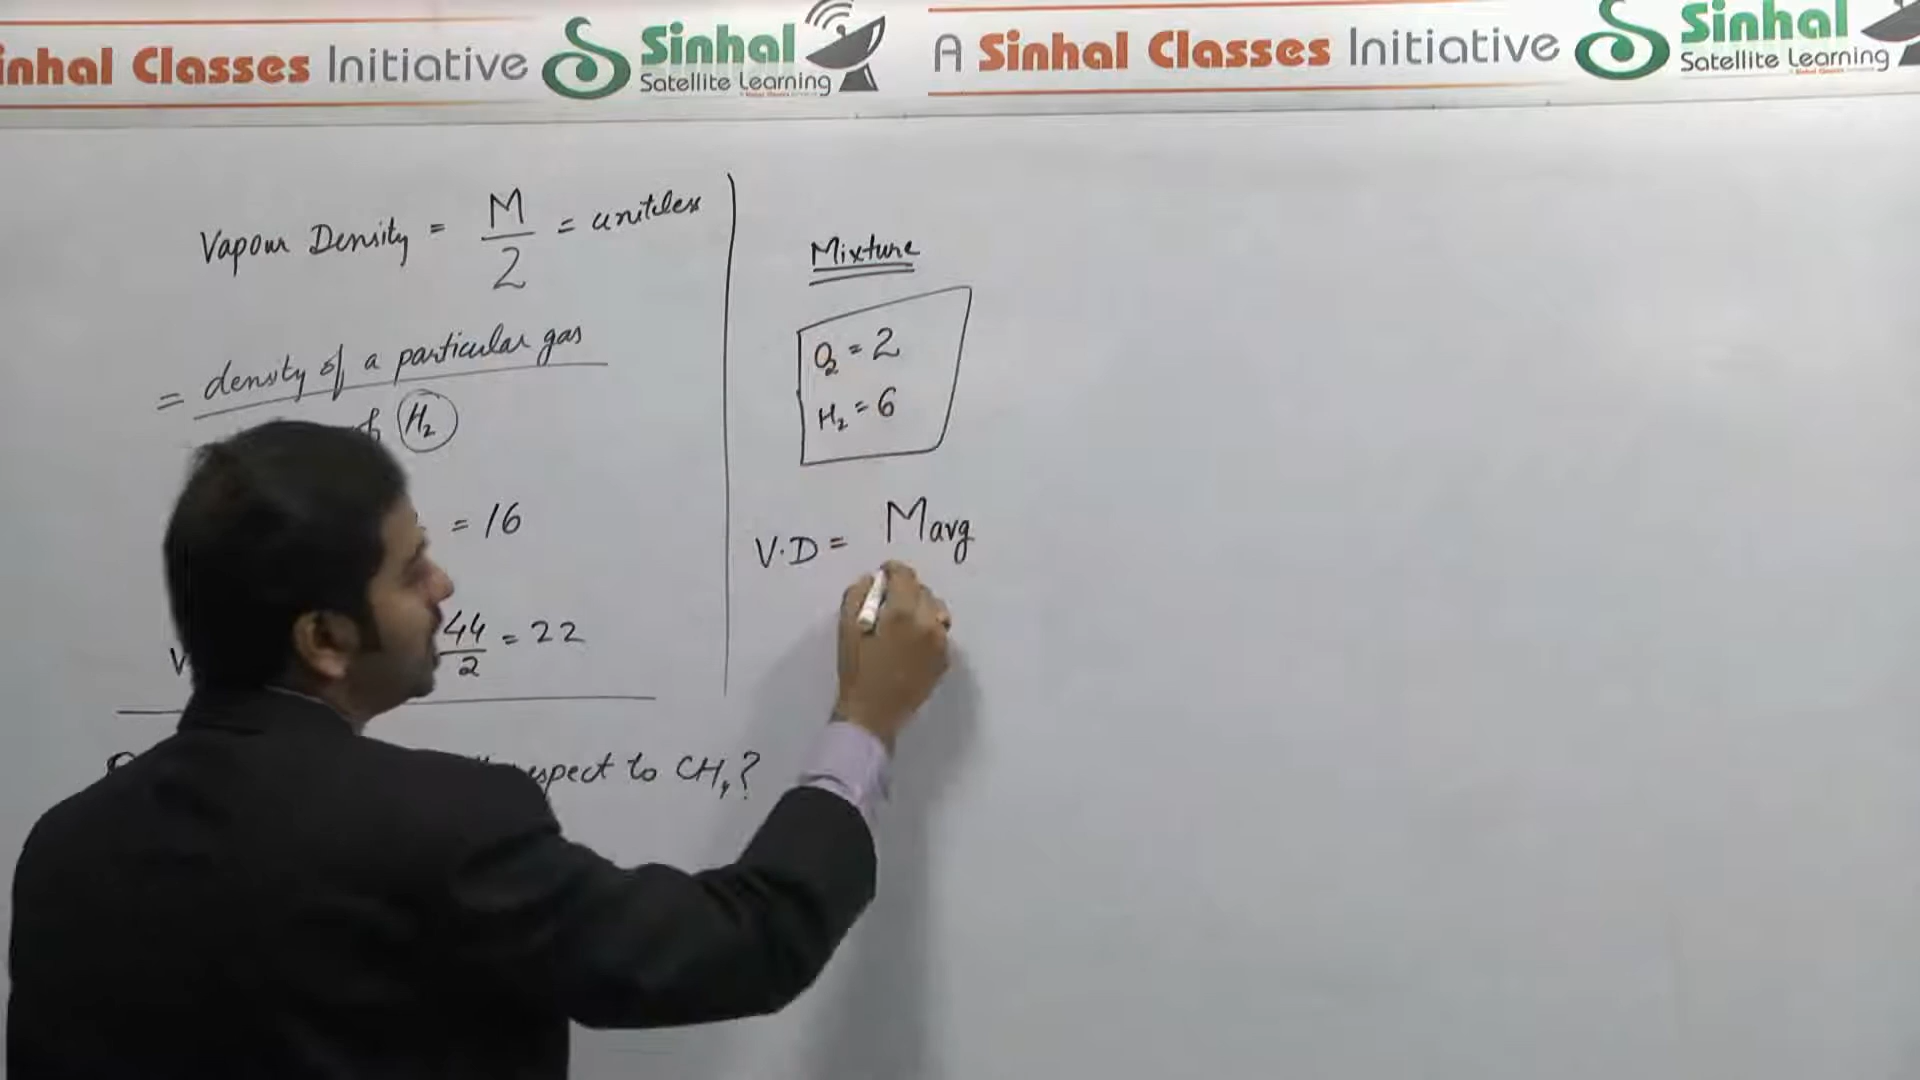 inhal Classes Initiative Sinhal Satellite Learning A Sinhal Classes Initiative Sinhal Satellite Learning
Vapour Density = M/2 = unitless
= density of a particular gas
of H₂
= 16
V 44/2 = 22
espect to CH₄?
Mixture
O₂ = 2
H₂ = 6
V.D = Mavg